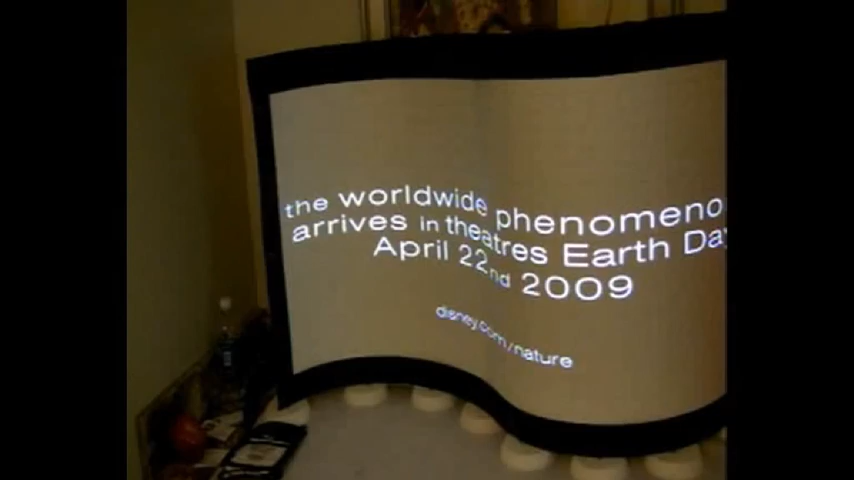 the worldwide phenomeno
arrives in theatres Earth Da
April 22nd 2009
disney.com/nature